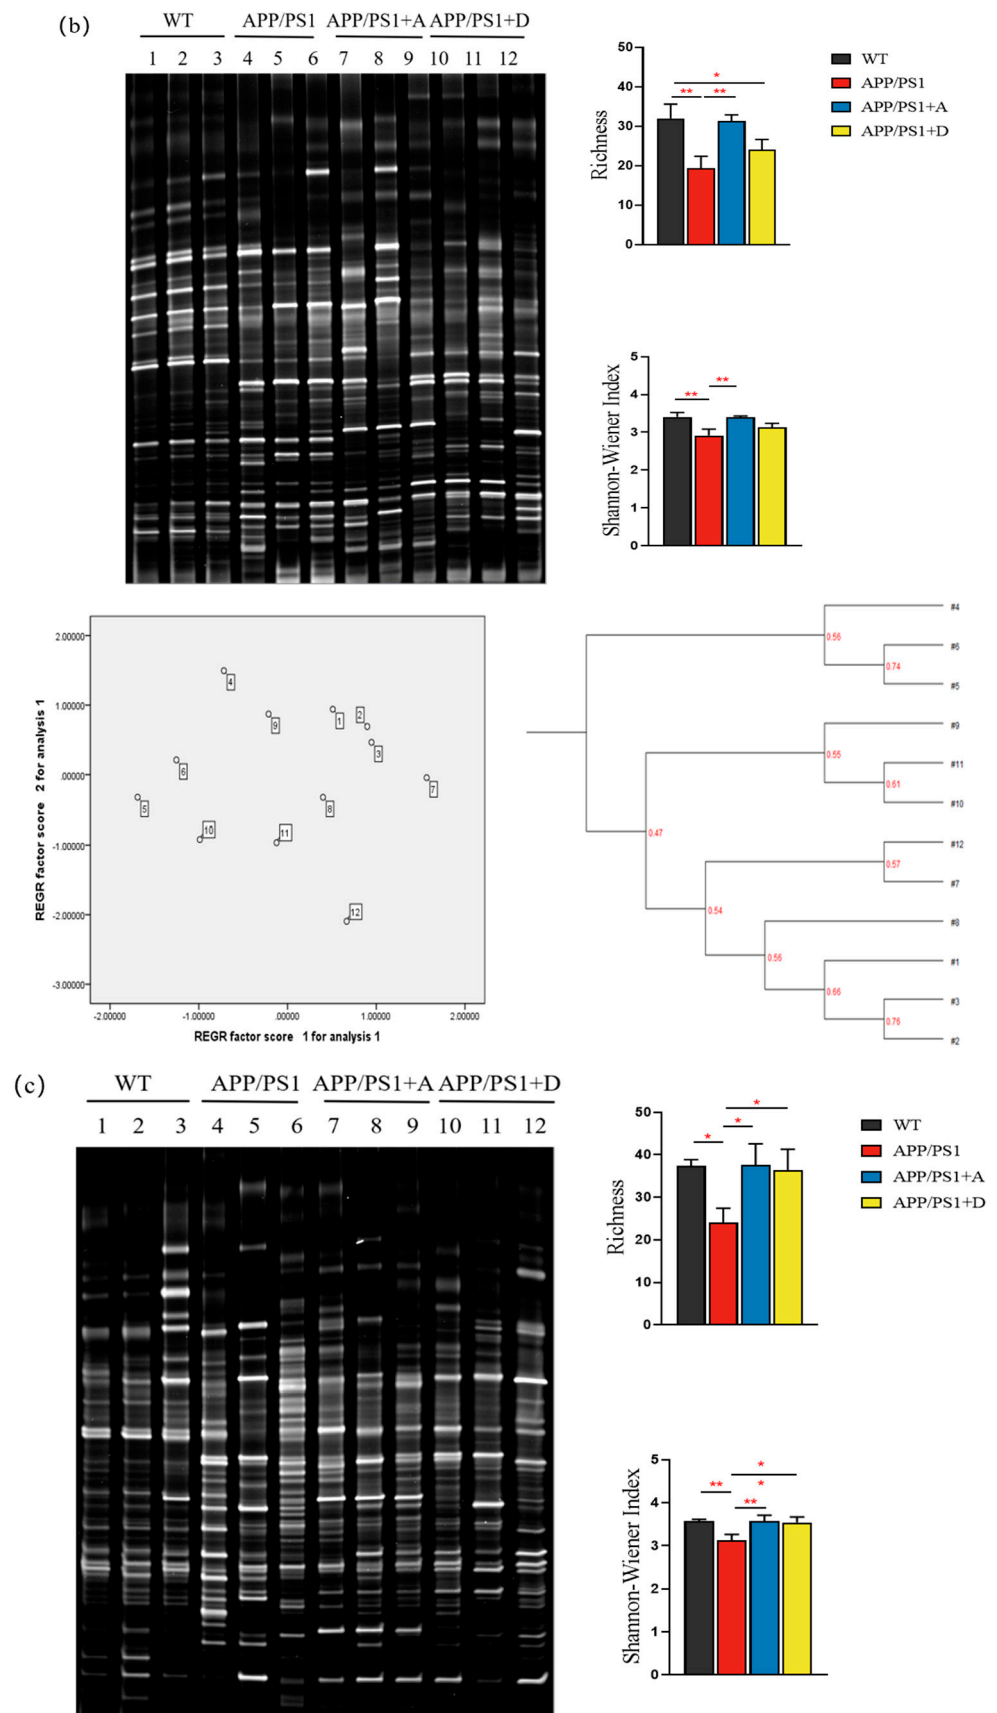 (b)
WT APP/PS1 APP/PS1+A APP/PS1+D
1 2 3 4 5 6 7 8 9 10 11 12
50
40
30
20
10
0
Richness
* ** **
WT
APP/PS1
APP/PS1+A
APP/PS1+D
5
4
3
2
1
0
Shannon-Wiener Index
** **
2.00000
1.00000
.00000
-1.00000
-2.00000
-3.00000
REGR factor score 2 for analysis 1
4
9
1
2
3
6
7
5
8
10
11
12
-2.00000 -1.00000 .00000 1.00000 2.00000
REGR factor score 1 for analysis 1
#4
0.56
#6
0.74
#5
#9
0.55
#11
0.61
#10
0.47
#12
0.57
#7
0.54
#8
0.56
#1
0.66
#3
0.76
#2
(c)
WT APP/PS1 APP/PS1+A APP/PS1+D
1 2 3 4 5 6 7 8 9 10 11 12
50
40
30
20
10
0
Richness
* * *
WT
APP/PS1
APP/PS1+A
APP/PS1+D
5
4
3
2
1
0
Shannon-Wiener Index
*
** *
**